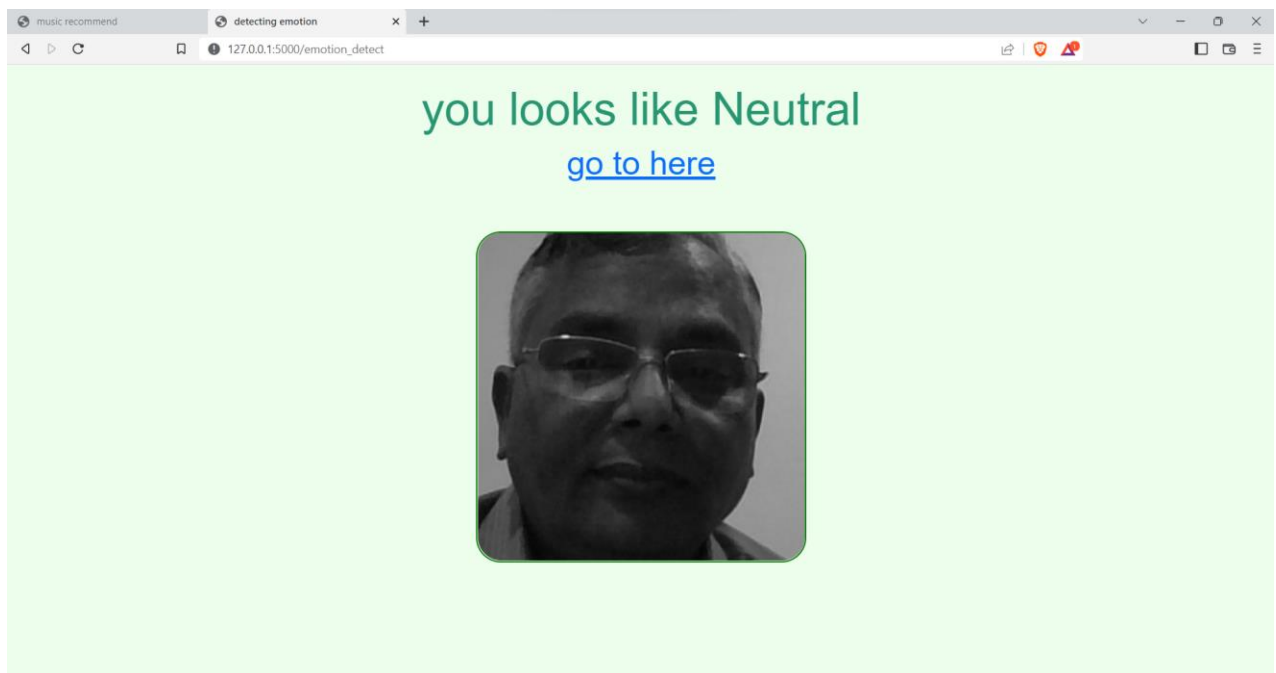 music recommend
detecting emotion
127.0.0.1:5000/emotion_detect
you looks like Neutral
go to here